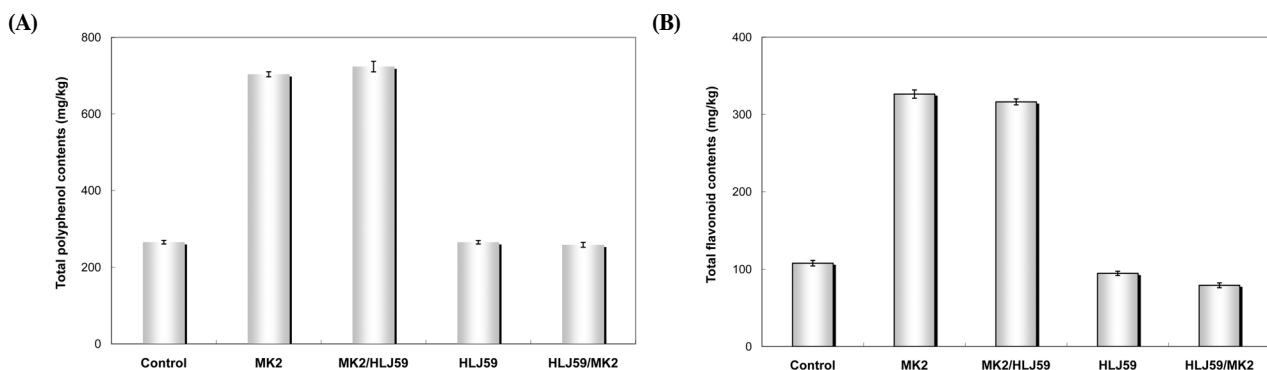 (A)
Total polyphenol contents (mg/kg)
800
600
400
200
0
Control MK2 MK2/HLJ59 HLJ59 HLJ59/MK2
(B)
Total flavonoid contents (mg/kg)
400
300
200
100
0
Control MK2 MK2/HLJ59 HLJ59 HLJ59/MK2